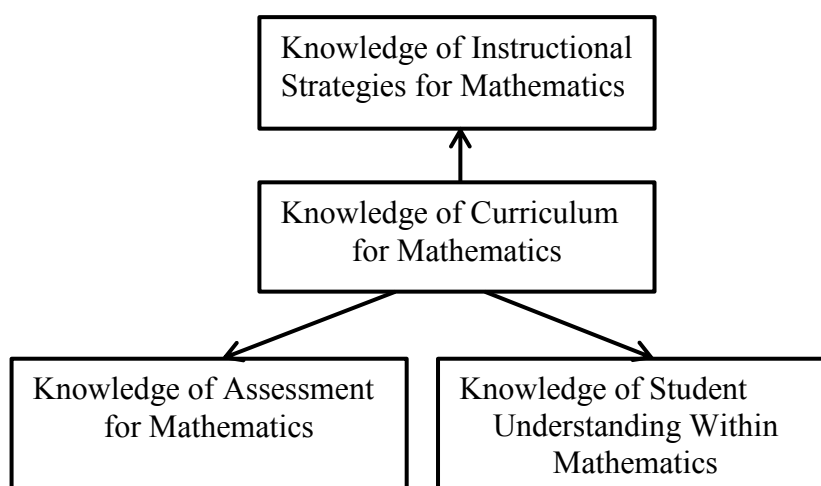 Knowledge of Instructional
Strategies for Mathematics
Knowledge of Curriculum
for Mathematics
Knowledge of Assessment
for Mathematics
Knowledge of Student
Understanding Within
Mathematics